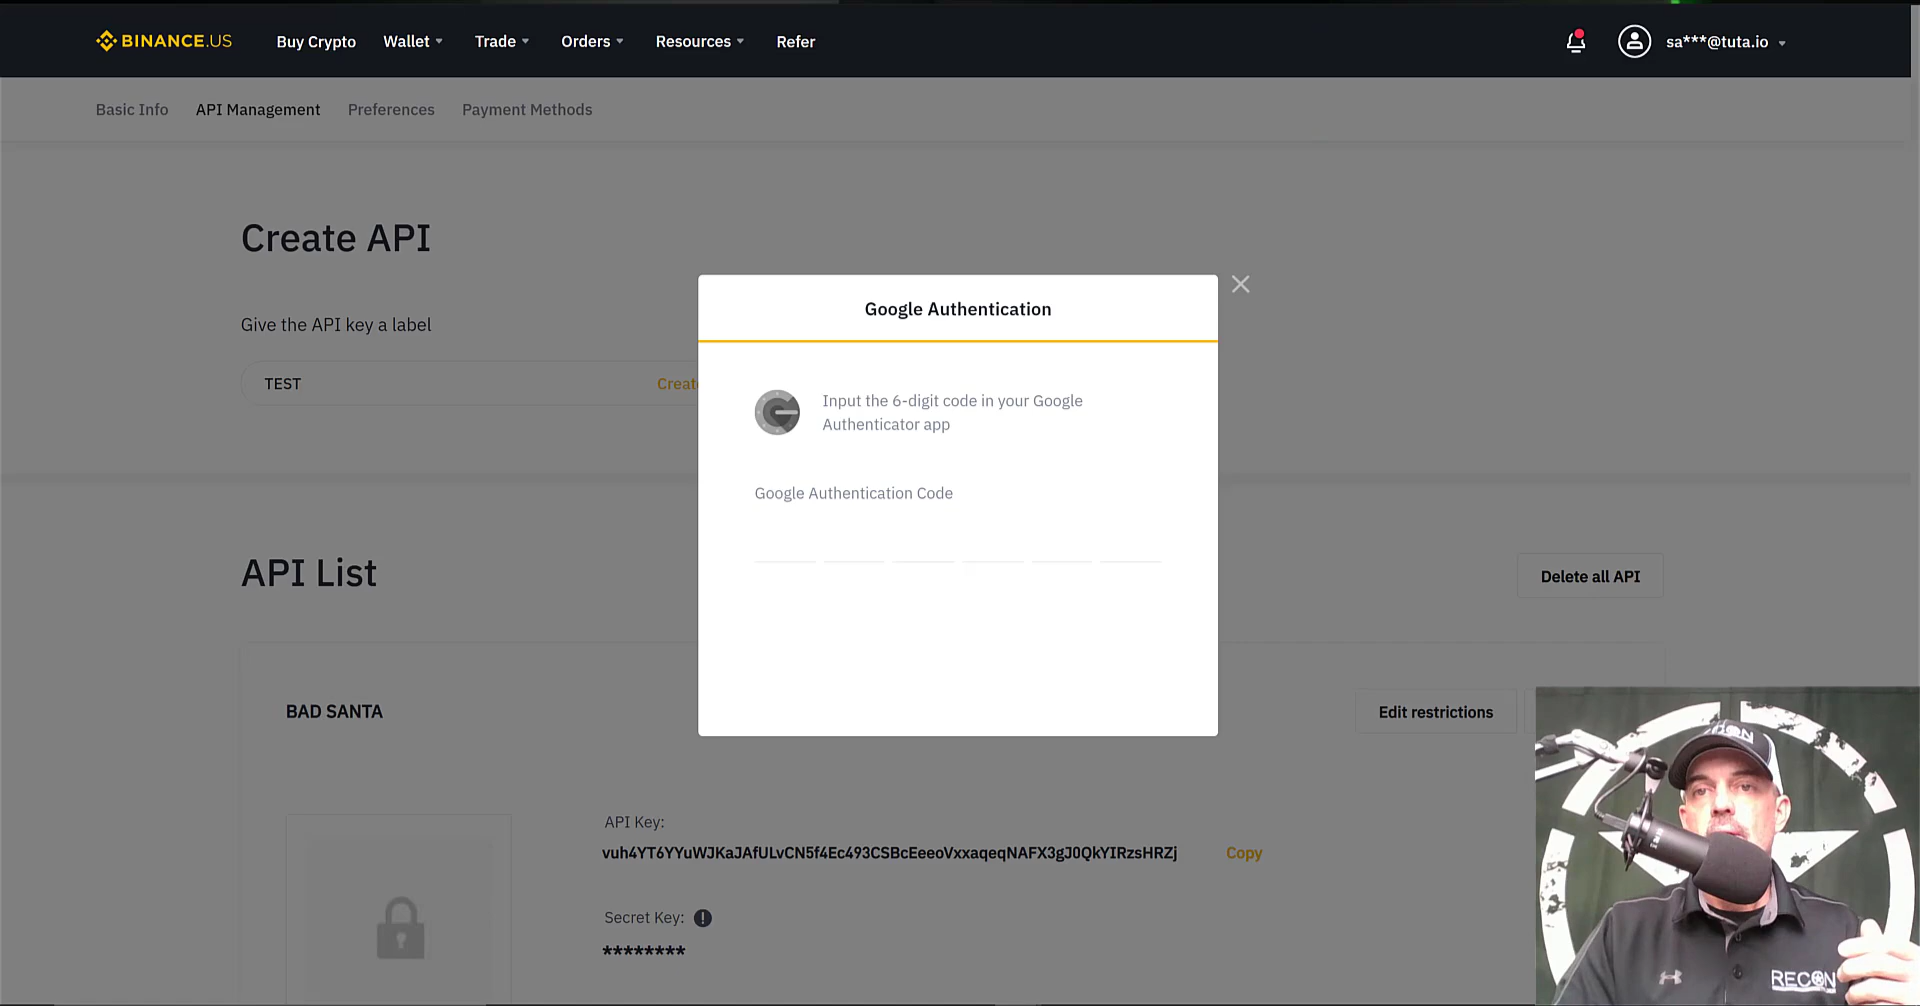 BINANCE.US
Buy Crypto
Wallet
Trade
Orders
Resources
Refer
sa***@tuta.io
Basic Info
API Management
Preferences
Payment Methods
Create API
Give the API key a label
TEST
Google Authentication
Input the 6-digit code in your Google
Authenticator app
Google Authentication Code
API List
Delete all API
BAD SANTA
Edit restrictions
API Key:
vuh4YT6YYuWJKaJAfULvCN5f4Ec493CSBcEeeoVxxaqeqNAFX3gJ0QkYIRzsHRZj
Copy
Secret Key:
********
RECON